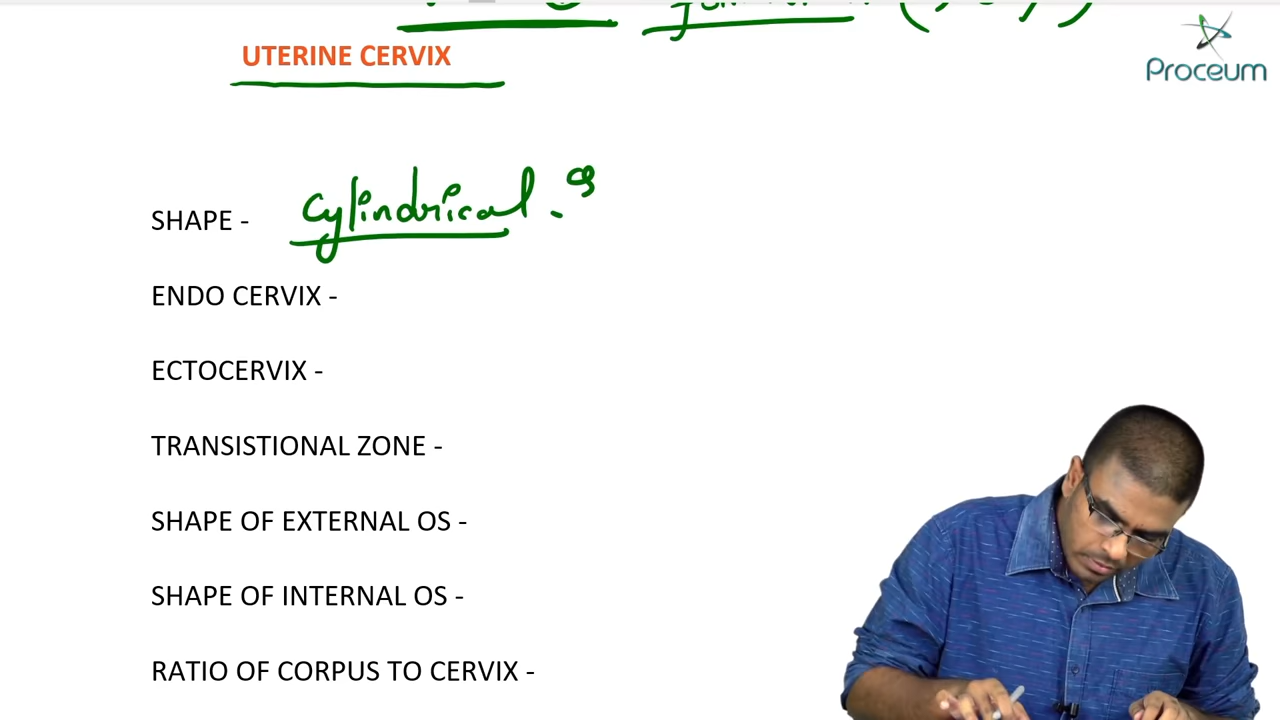 Proceum
UTERINE CERVIX
SHAPE - Cylindrical.
ENDO CERVIX -
ECTOCERVIX -
TRANSISTIONAL ZONE -
SHAPE OF EXTERNAL OS -
SHAPE OF INTERNAL OS -
RATIO OF CORPUS TO CERVIX -